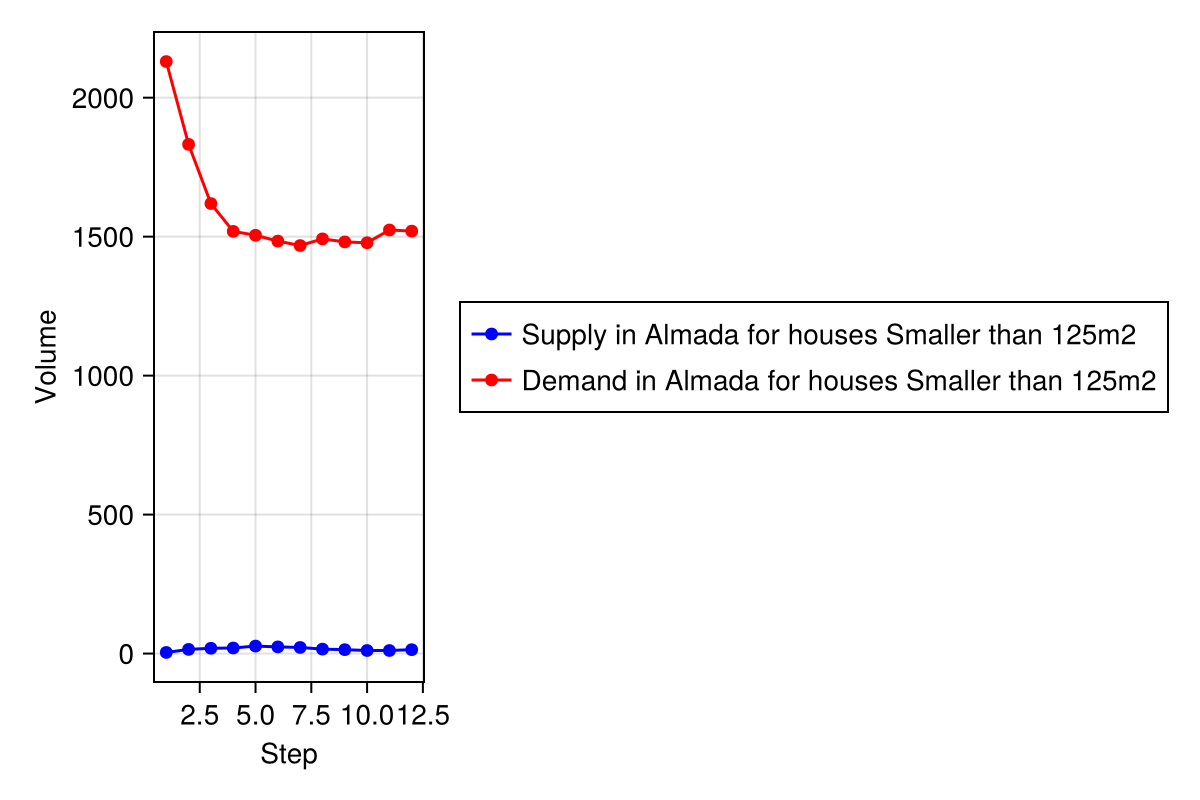 2000
1500
1000
500
0
Volume
2.5 5.0 7.5 10.0 12.5
Step
Supply in Almada for houses Smaller than 125m2
Demand in Almada for houses Smaller than 125m2